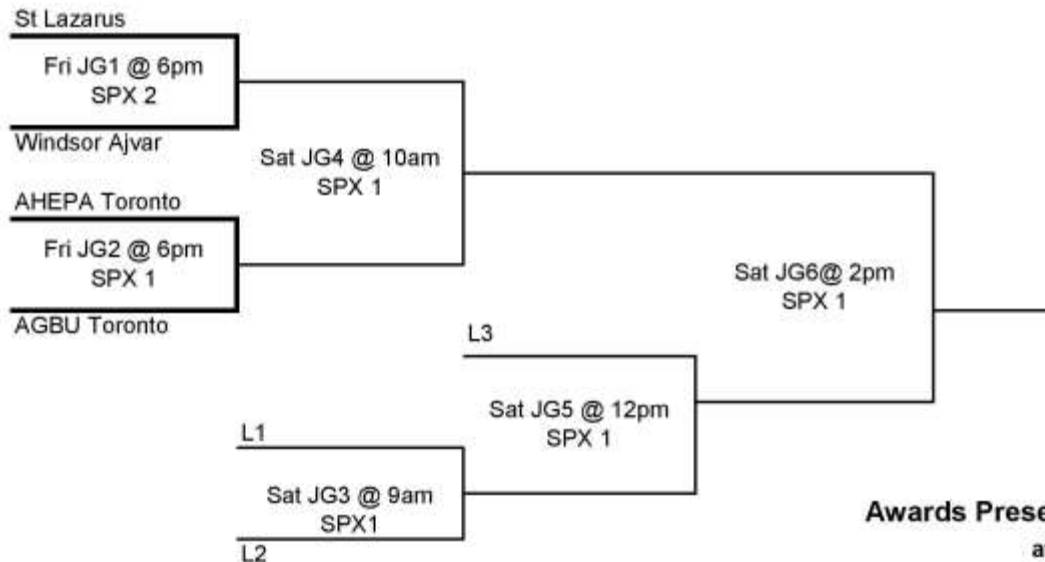 St Lazarus
Fri JG1 @ 6pm
SPX 2
Windsor Ajvar
Sat JG4 @ 10am
SPX 1
AHEPA Toronto
Fri JG2 @ 6pm
SPX 1
AGBU Toronto
Sat JG6@ 2pm
SPX 1
L3
Sat JG5 @ 12pm
SPX 1
L1
Sat JG3 @ 9am
SPX1
L2
Awards Prese